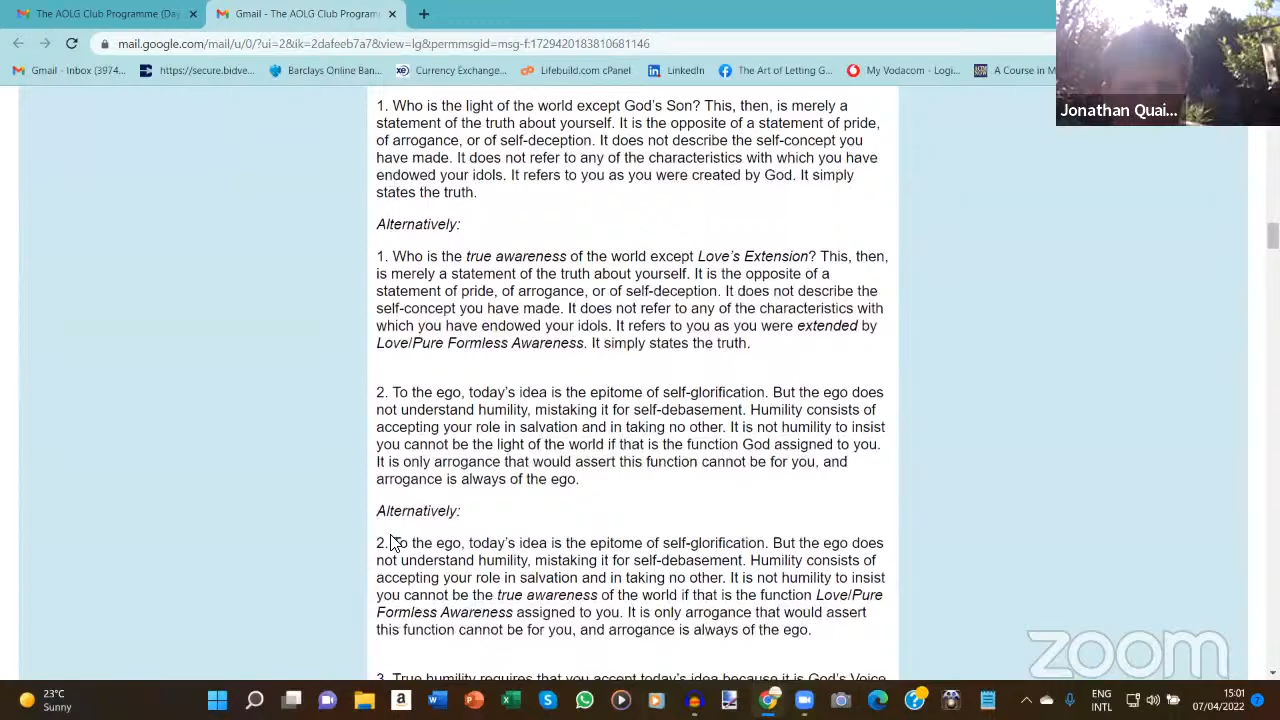 The AOLG Club Programme (Day
Gmail - The AOLG Club Program
mail.google.com/mail/u/0/?ui=2&ik=2dafeeb7a78&view=lg&permmsgid=msg-f:1729420183810681146
Gmail - Inbox (3974...
https://secure.bidve...
Barclays Online Ban...
Currency Exchange...
Lifebuild.com cPanel
LinkedIn
The Art of Letting G...
My Vodacom - Logi...
A Course in M
Jonathan Quai...
1. Who is the light of the world except God's Son? This, then, is merely a
statement of the truth about yourself. It is the opposite of a statement of pride,
of arrogance, or of self-deception. It does not describe the self-concept you
have made. It does not refer to any of the characteristics with which you have
endowed your idols. It refers to you as you were created by God. It simply
states the truth.
Alternatively:
1. Who is the true awareness of the world except Love's Extension? This, then,
is merely a statement of the truth about yourself. It is the opposite of a
statement of pride, of arrogance, or of self-deception. It does not describe the
self-concept you have made. It does not refer to any of the characteristics with
which you have endowed your idols. It refers to you as you were extended by
Love/Pure Formless Awareness. It simply states the truth.
2. To the ego, today's idea is the epitome of self-glorification. But the ego does
not understand humility, mistaking it for self-debasement. Humility consists of
accepting your role in salvation and in taking no other. It is not humility to insist
you cannot be the light of the world if that is the function God assigned to you.
It is only arrogance that would assert this function cannot be for you, and
arrogance is always of the ego.
Alternatively:
2. To the ego, today's idea is the epitome of self-glorification. But the ego does
not understand humility, mistaking it for self-debasement. Humility consists of
accepting your role in salvation and in taking no other. It is not humility to insist
you cannot be the true awareness of the world if that is the function Love/Pure
Formless Awareness assigned to you. It is only arrogance that would assert
this function cannot be for you, and arrogance is always of the ego.
3. True humility requires that you accept today's idea because it is God's Voice
zoom
23°C
Sunny
ENG
INTL
15:01
07/04/2022